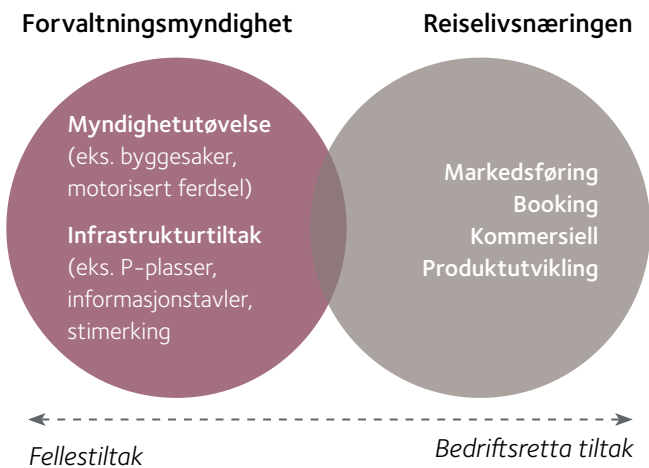 Forvaltningsmyndighet
Reiselivsnæringen
Myndighetutøvelse
(eks. byggesaker,
motorisert ferdsel)
Infrastrukturtiltak
(eks. P-plasser,
informasjonstavler,
stimerking
Markedsføring
Booking
Kommersiell
Produktutvikling
Fellestiltak
Bedriftsretta tiltak